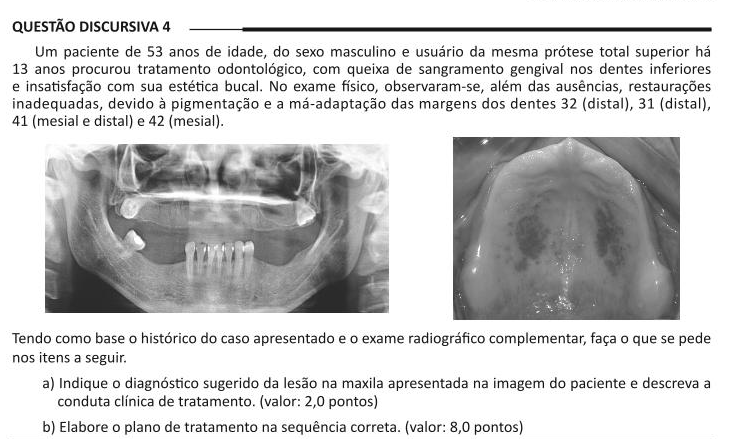 QUESTÃO DISCURSIVA 4
Um paciente de 53 anos de idade, do sexo masculino e usuário da mesma prótese total superior há
13 anos procurou tratamento odontológico, com queixa de sangramento gengival nos dentes inferiores
e insatisfação com sua estética bucal. No exame físico, observaram-se, além das ausências, restaurações
inadequadas, devido à pigmentação e a má-adaptação das margens dos dentes 32 (distal), 31 (distal),
41 (mesial e distal) e 42 (mesial).
Tendo como base o histórico do caso apresentado e o exame radiográfico complementar, faça o que se pede
nos itens a seguir.
a) Indique o diagnóstico sugerido da lesão na maxila apresentada na imagem do paciente e descreva a
conduta clínica de tratamento. (valor: 2,0 pontos)
b) Elabore o plano de tratamento na sequência correta. (valor: 8,0 pontos)